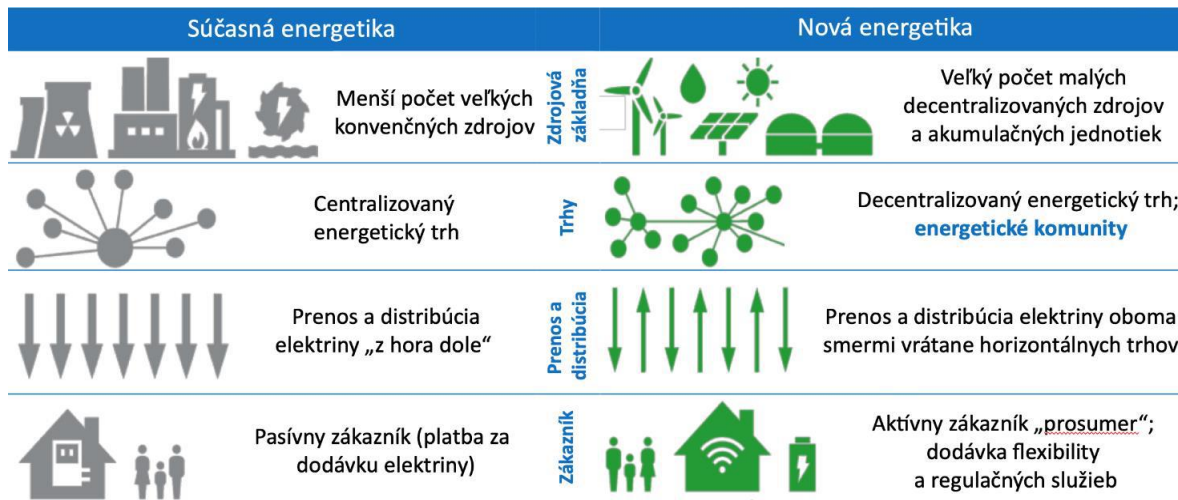 Súčasná energetika
Nová energetika
Menší počet veľkých
konvenčných zdrojov
Zdrojová
základňa
Veľký počet malých
decentralizovaných zdrojov
a akumulačných jednotiek
Centralizovaný
energetický trh
Trhy
Decentralizovaný energetický trh;
energetické komunity
Prenos a distribúcia
elektriny „z hora dole“
Prenos a
distribúcia
Prenos a distribúcia elektriny oboma
smermi vrátane horizontálnych trhov
Pasívny zákazník (platba za
dodávku elektriny)
Zákazník
Aktívny zákazník „prosumer“;
dodávka flexibility
a regulačných služieb